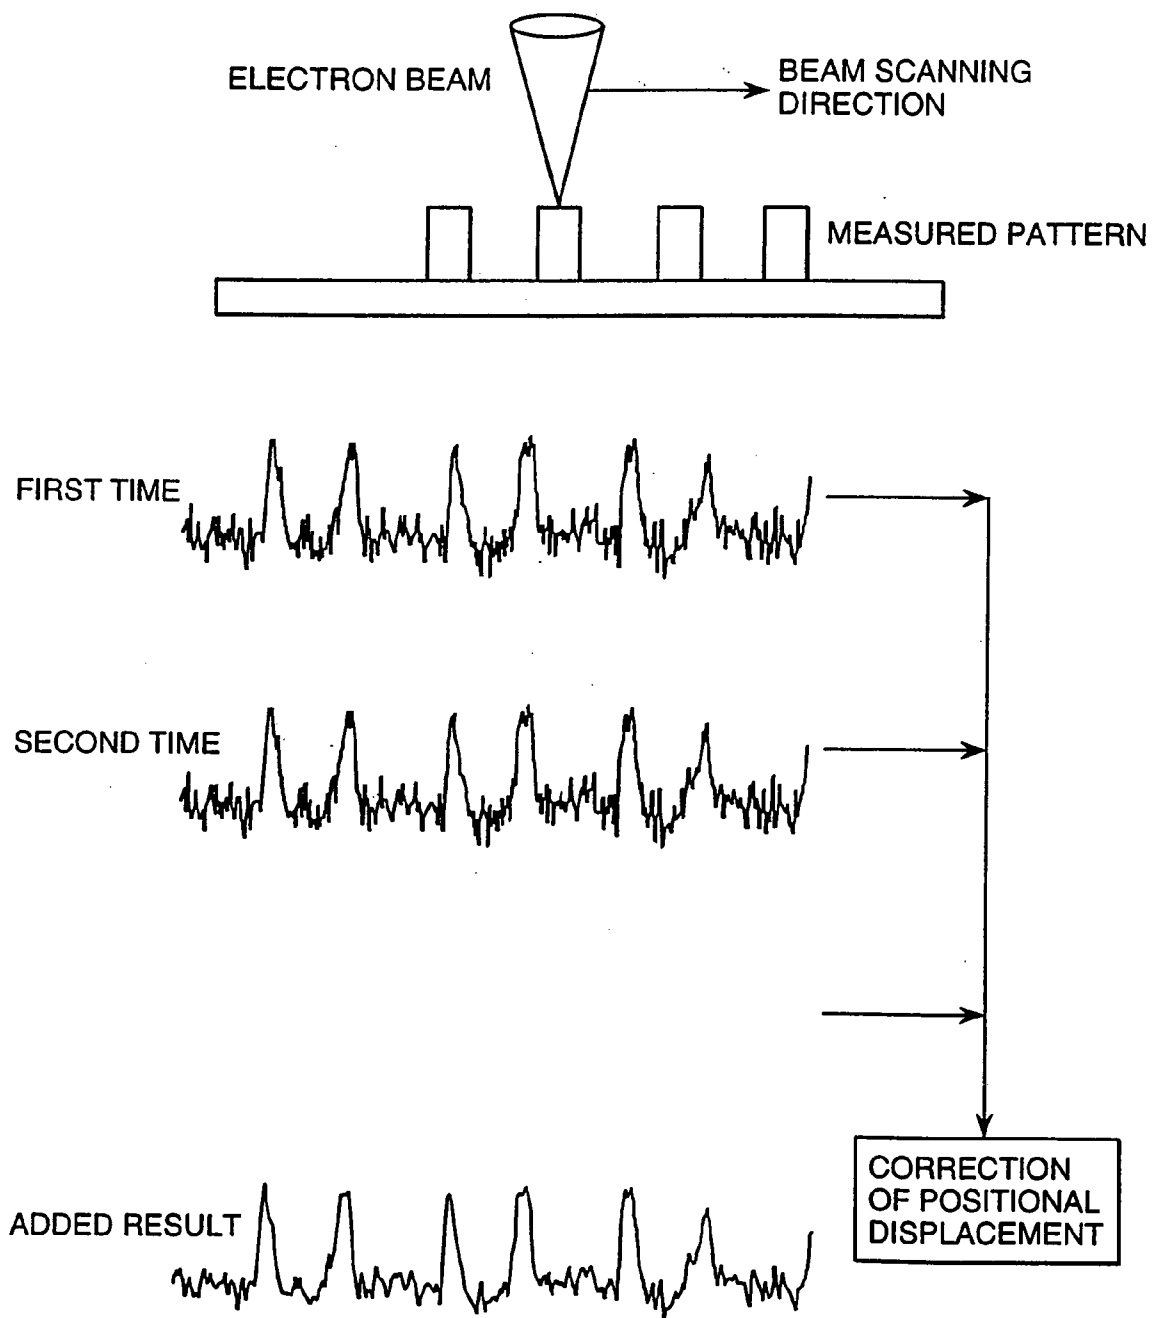 ELECTRON BEAM
BEAM SCANNING
DIRECTION
MEASURED PATTERN
FIRST TIME
SECOND TIME
CORRECTION
OF POSITIONAL
DISPLACEMENT
ADDED RESULT